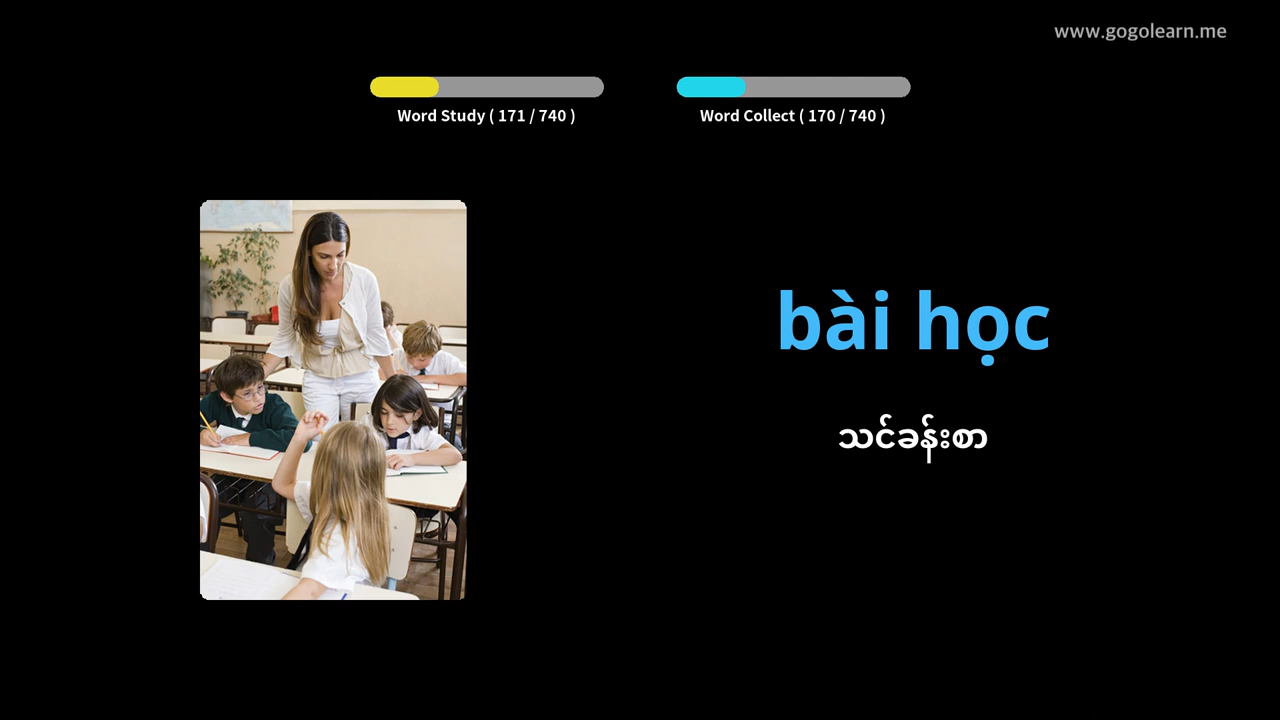 www.gogolearn.me
Word Study ( 171 / 740 )
Word Collect ( 170 / 740 )
bài học
သင်ခန်းစာ